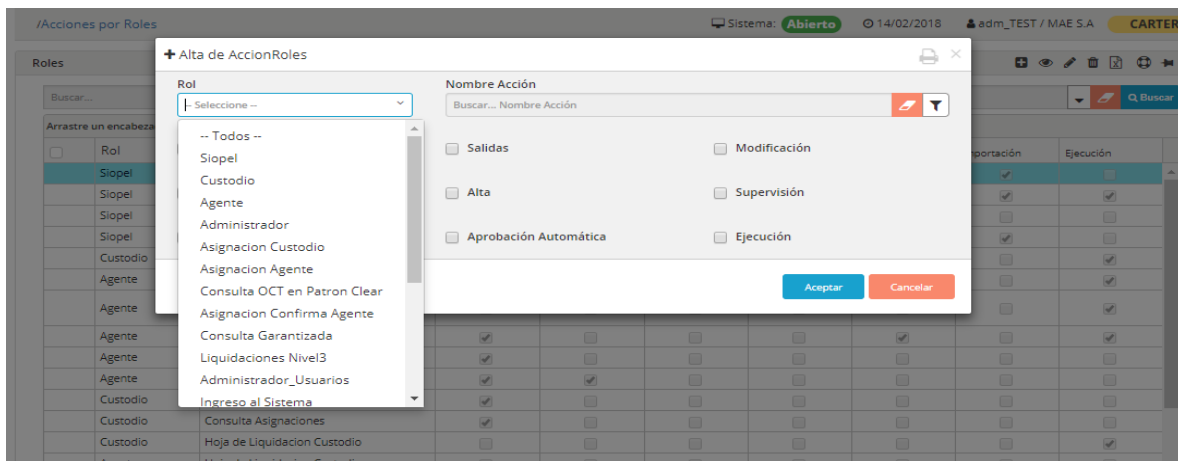 /Acciones por Roles
Sistema: Abierto 14/02/2018 adm_TEST / MAE S.A CARTER
Roles
Alta de AccionRoles
Rol
Nombre Acción
-- Seleccione --
Buscar... Nombre Acción
Buscar...
Buscar
Arrastre un encabeza
-- Todos --
Siopel
Custodio
Agente
Administrador
Asignacion Custodio
Asignacion Agente
Consulta OCT en Patron Clear
Asignacion Confirma Agente
Consulta Garantizada
Liquidaciones Nivel3
Administrador_Usuarios
Ingreso al Sistema
Salidas
Modificación
Alta
Supervisión
Aprobación Automática
Ejecución
Aceptar
Cancelar
Rol
mportación
Ejecución
Siopel
Siopel
Siopel
Siopel
Custodio
Agente
Agente
Agente
Agente
Agente
Custodio
Custodio Consulta Asignaciones
Custodio Hoja de Liquidacion Custodio